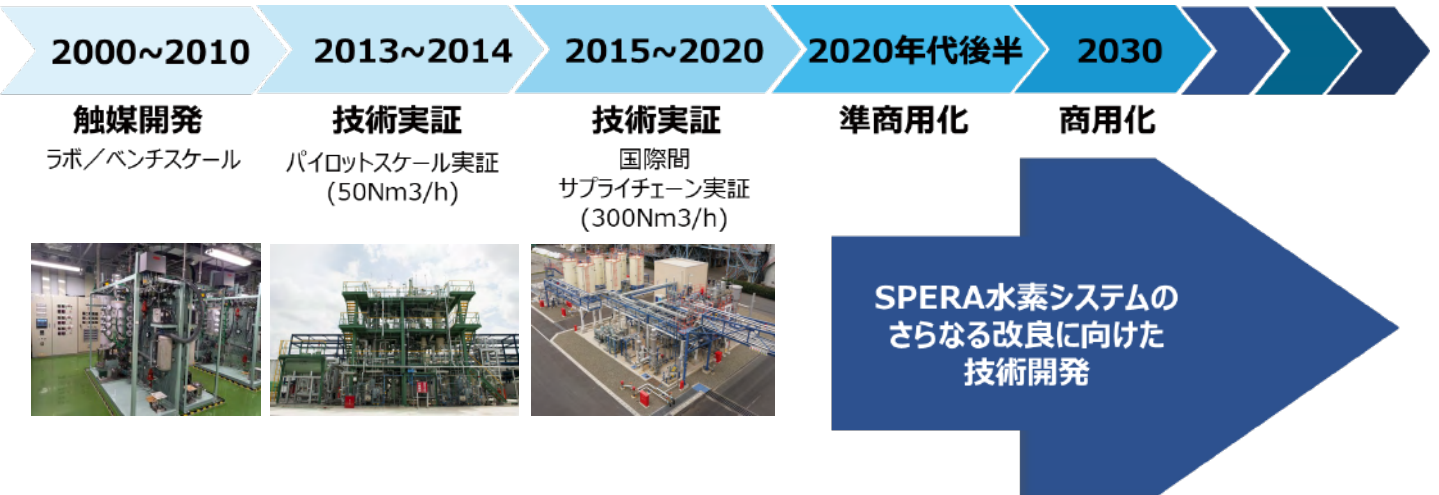 2000~2010
2013~2014
2015~2020
2020年代後半
2030
触媒開発
ラボ／ベンチスケール
技術実証
パイロットスケール実証
(50Nm3/h)
技術実証
国際間
サプライチェーン実証
(300Nm3/h)
準商用化
商用化
SPERA水素システムの
さらなる改良に向けた
技術開発